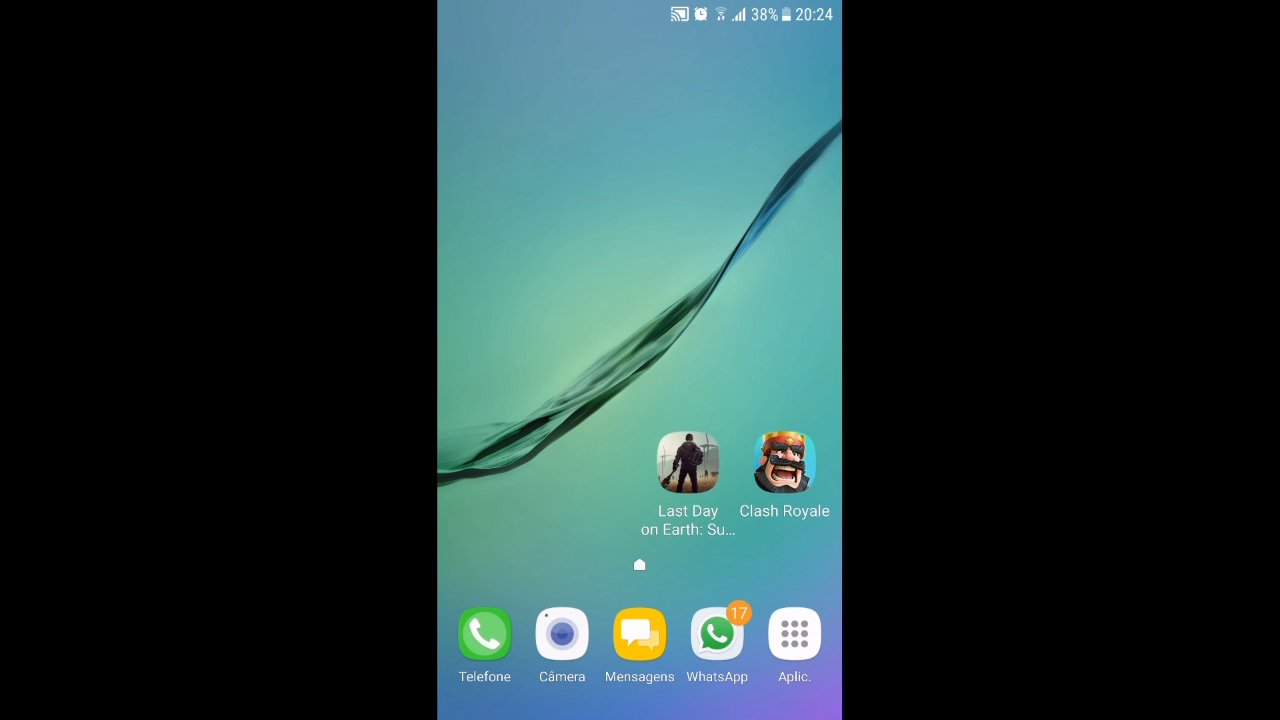 38% 20:24
Last Day
on Earth: Su...
Clash Royale
17
Telefone
Câmera
Mensagens
WhatsApp
Aplic.